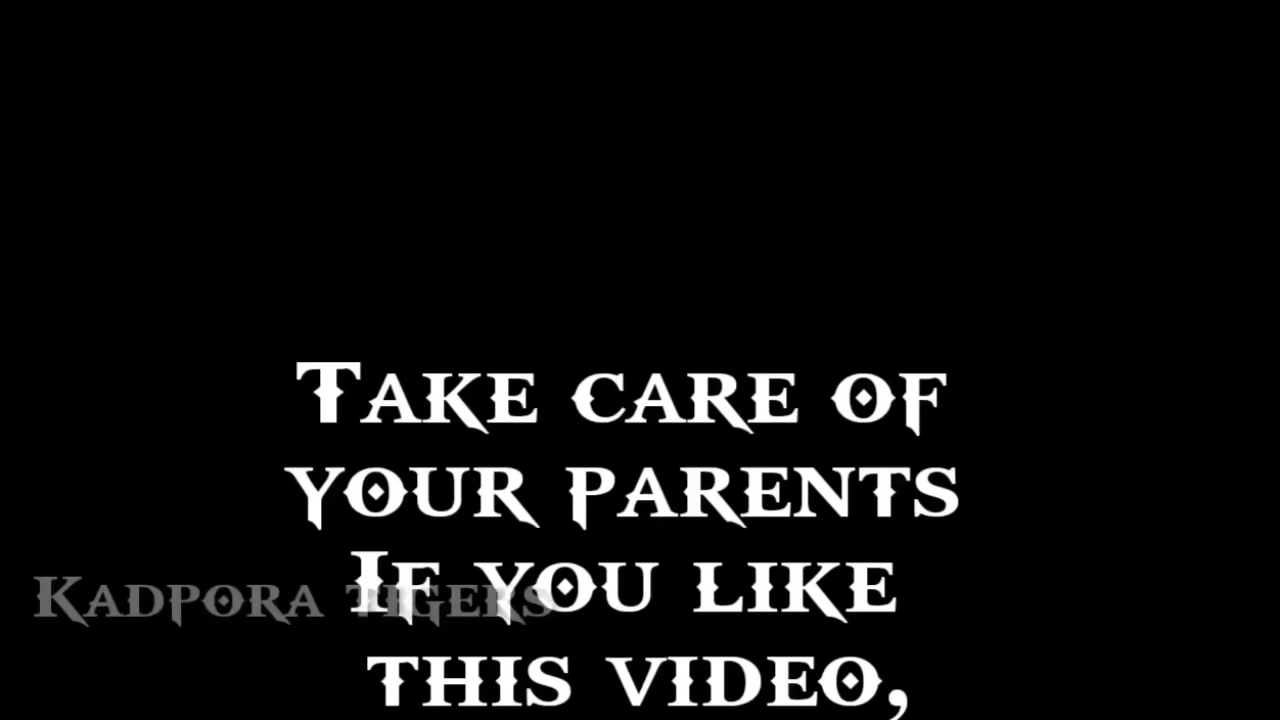 Take care of
your parents
If you like
Kadpora tigers
this video,